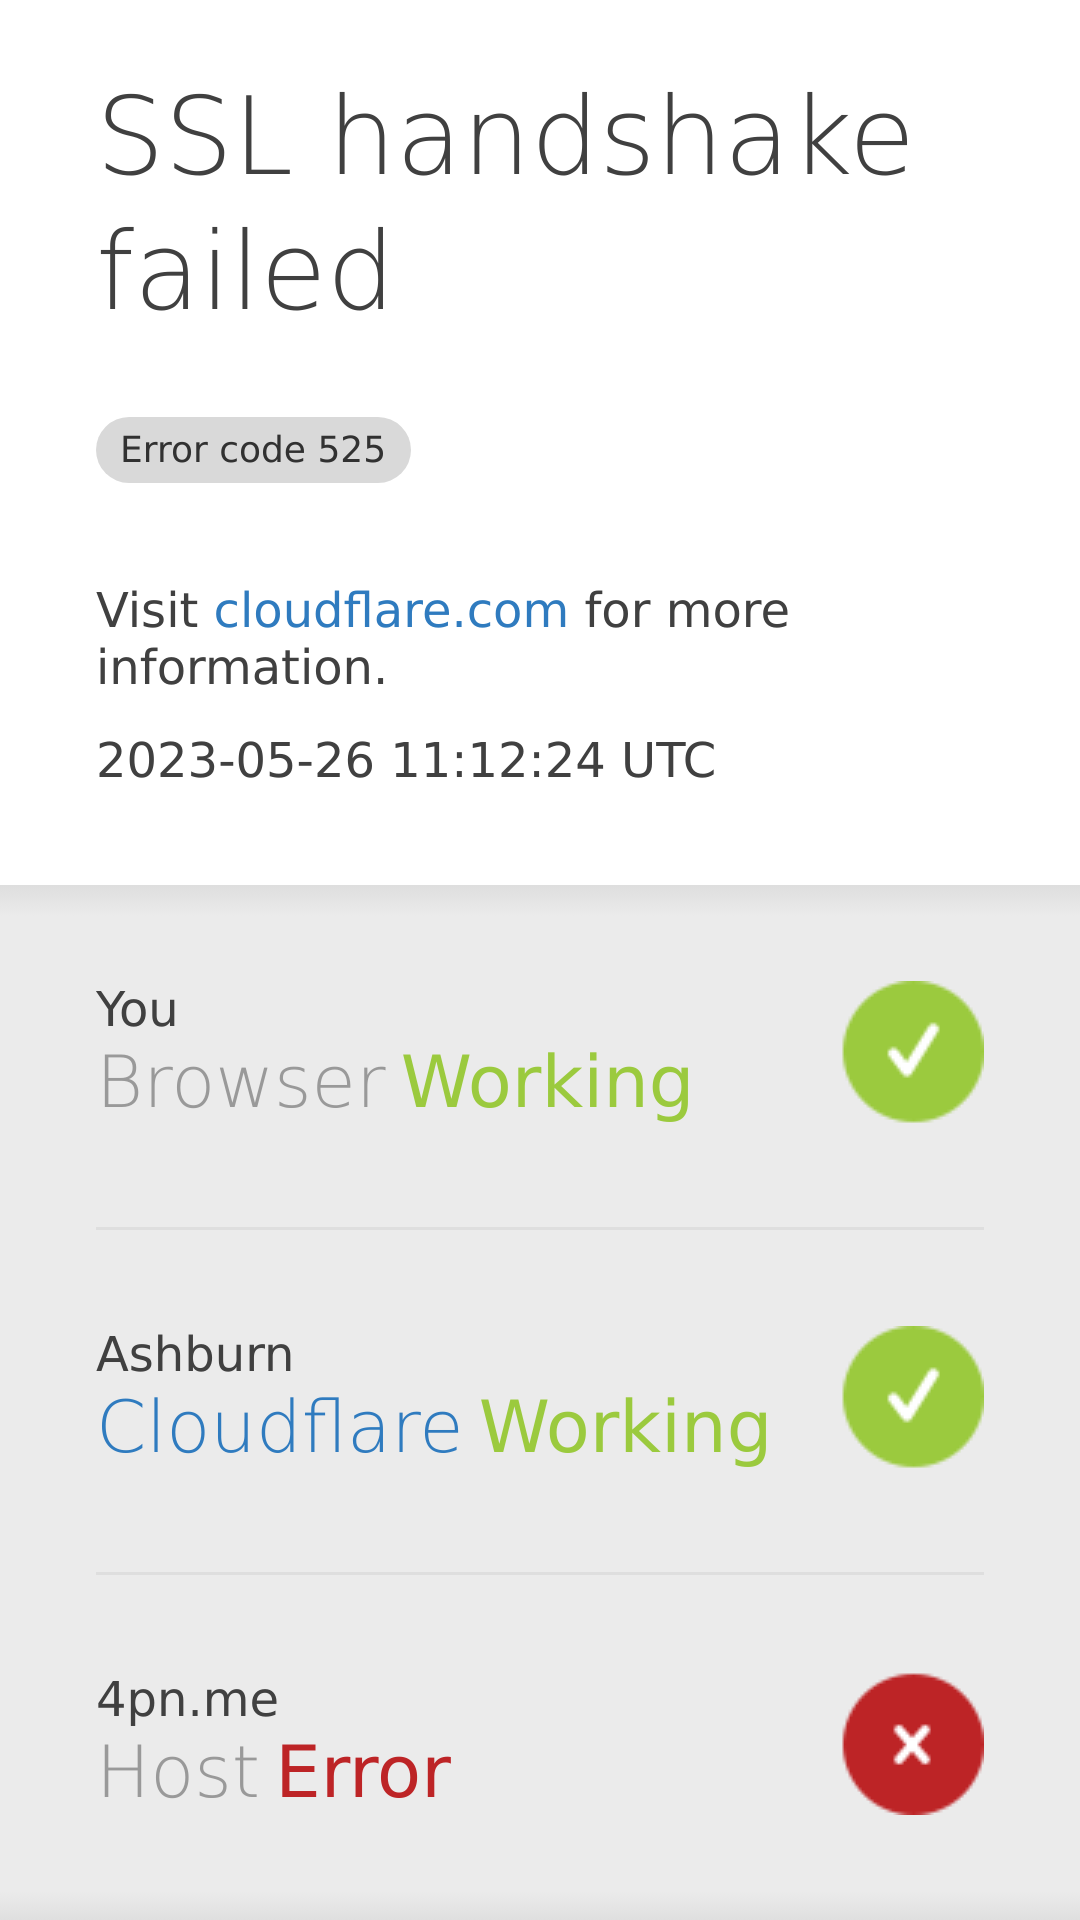 SSL handshake
failed
Error code 525
Visit cloudflare.com for more
information.
2023-05-26 11:12:24 UTC
You
Browser Working
Ashburn
Cloudflare Working
4pn.me
Host Error